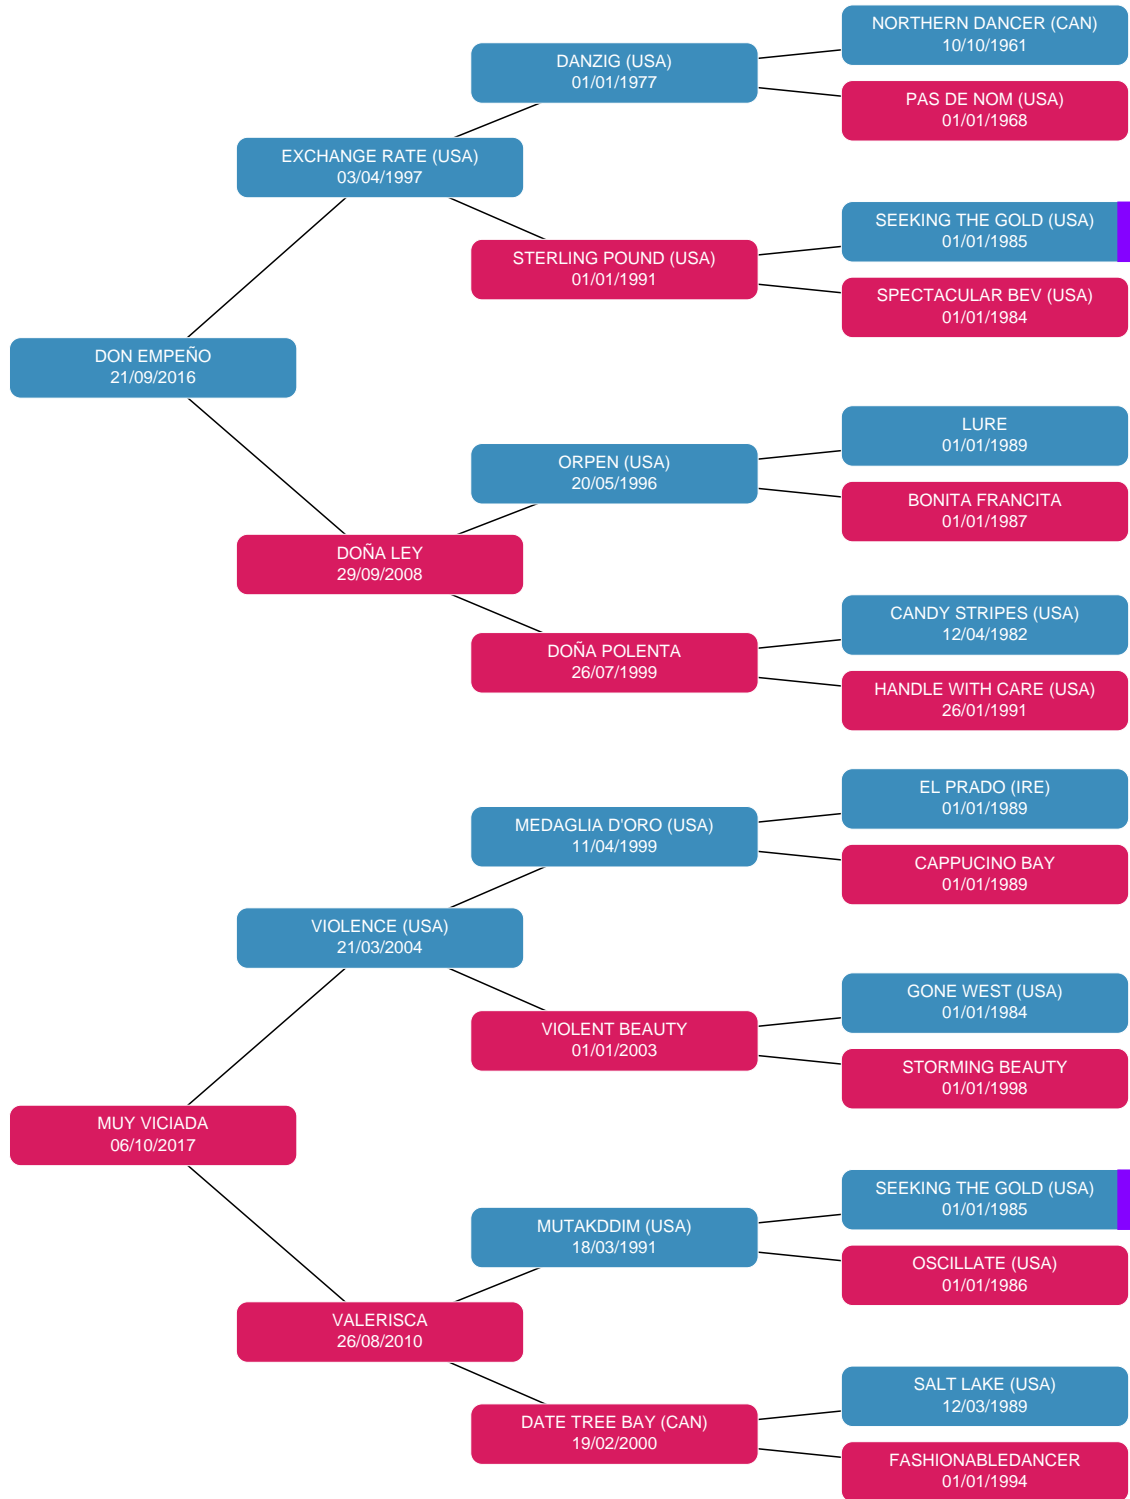 NORTHERN DANCER (CAN)
10/10/1961
DANZIG (USA)
01/01/1977
PAS DE NOM (USA)
01/01/1968
EXCHANGE RATE (USA)
03/04/1997
SEEKING THE GOLD (USA)
01/01/1985
STERLING POUND (USA)
01/01/1991
SPECTACULAR BEV (USA)
01/01/1984
DON EMPEÑO
21/09/2016
LURE
01/01/1989
ORPEN (USA)
20/05/1996
BONITA FRANCITA
01/01/1987
DOÑA LEY
29/09/2008
CANDY STRIPES (USA)
12/04/1982
DOÑA POLENTA
26/07/1999
HANDLE WITH CARE (USA)
26/01/1991
EL PRADO (IRE)
01/01/1989
MEDAGLIA D'ORO (USA)
11/04/1999
CAPPUCINO BAY
01/01/1989
VIOLENCE (USA)
21/03/2004
GONE WEST (USA)
01/01/1984
VIOLENT BEAUTY
01/01/2003
STORMING BEAUTY
01/01/1998
MUY VICIADA
06/10/2017
SEEKING THE GOLD (USA)
01/01/1985
MUTAKDDIM (USA)
18/03/1991
OSCILLATE (USA)
01/01/1986
VALERISCA
26/08/2010
SALT LAKE (USA)
12/03/1989
DATE TREE BAY (CAN)
19/02/2000
FASHIONABLEDANCER
01/01/1994